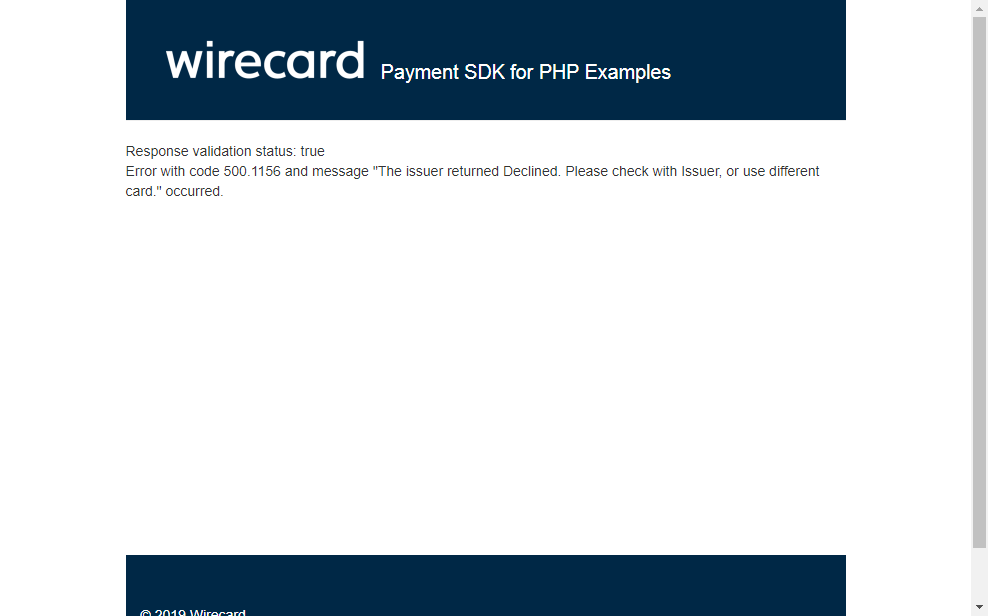 wirecard Payment SDK for PHP Examples
Response validation status: true
Error with code 500.1156 and message "The issuer returned Declined. Please check with Issuer, or use different
card." occurred.
© 2019 Wirecard